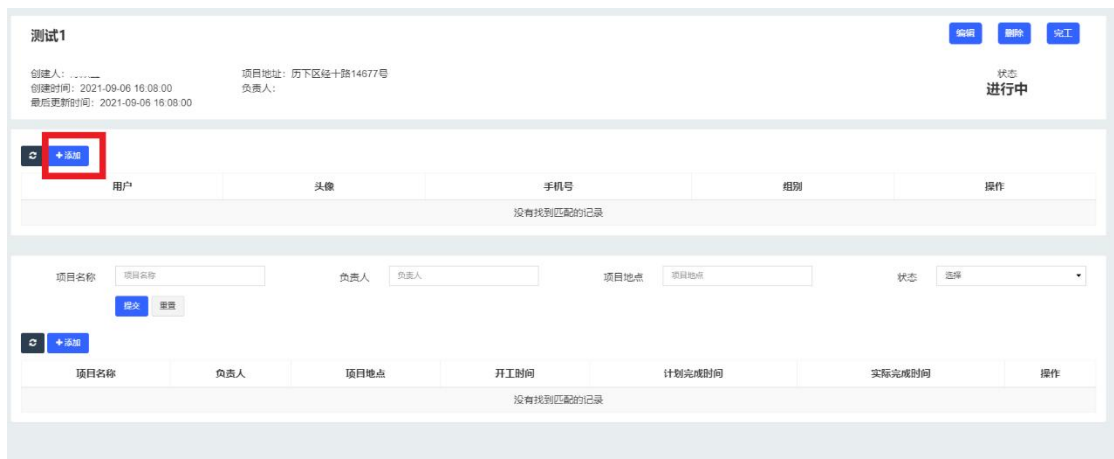 测试1
编辑 删除 完工
创建人： 项目地址：历下区经十路14677号 状态
创建时间：2021-09-06 16:08:00 负责人： 进行中
最后更新时间：2021-09-06 16:08:00
+添加
用户 头像 手机号 组别 操作
没有找到匹配的记录
项目名称 项目名称 负责人 负责人 项目地点 项目地点 状态 选择
提交 重置
+添加
项目名称 负责人 项目地点 开工时间 计划完成时间 实际完成时间 操作
没有找到匹配的记录